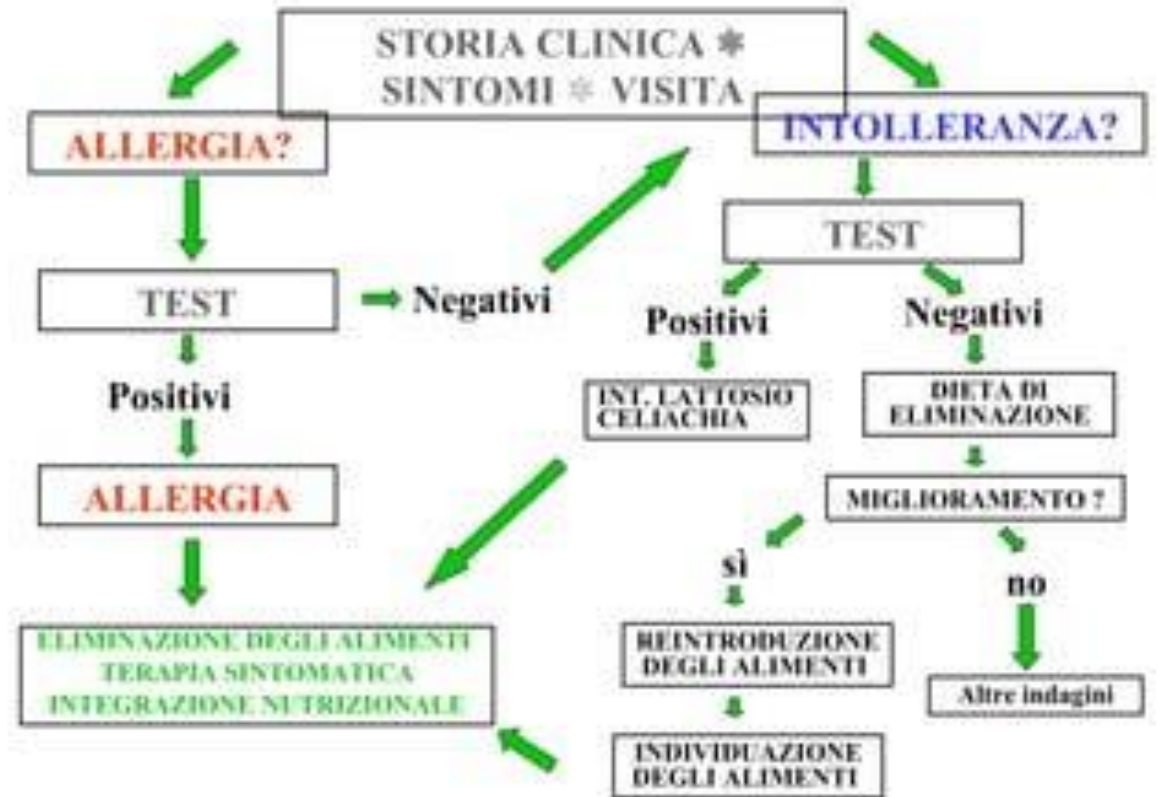 STORIA CLINICA *
SINTOMI * VISITA
ALLERGIA?
INTOLLERANZA?
TEST
TEST
Negativi
Positivi
Negativi
Positivi
INT. LATTOSIO
CELIACHIA
DIETA DI
ELIMINAZIONE
ALLERGIA
MIGLIORAMENTO ?
sì
no
ELIMINAZIONE DEGLI ALIMENTI
TERAPIA SINTOMATICA
INTEGRAZIONE NUTRIZIONALE
REINTRODUZIONE
DEGLI ALIMENTI
Altre indagini
INDIVIDUAZIONE
DEGLI ALIMENTI